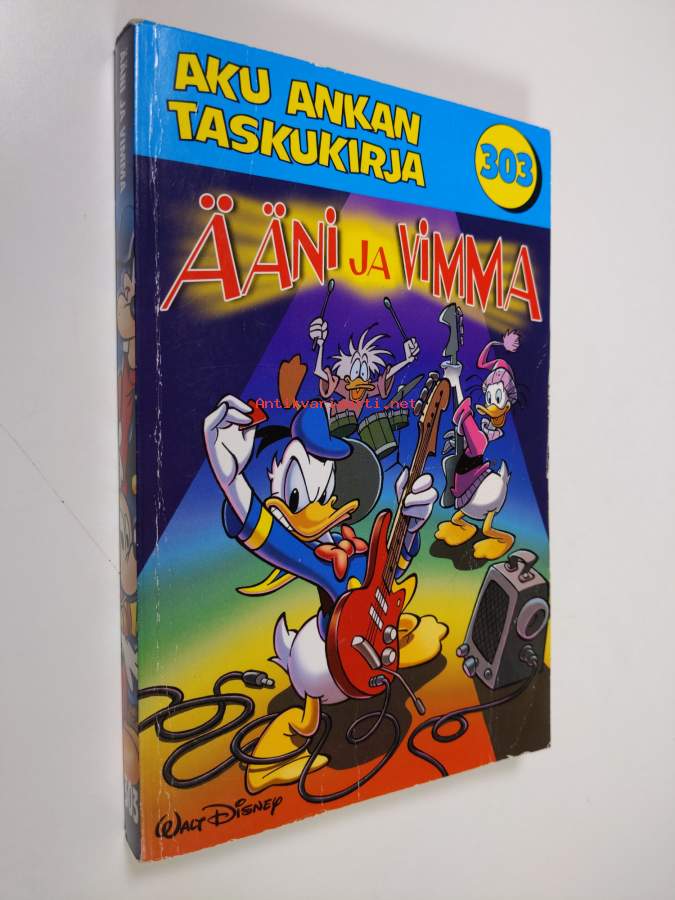 AKU ANKAN
TASKUKIRJA
303
ÄÄNI JA VIMMA
Antikvariaatti.net
WALT DISNEY
ÄÄNI JA VIMMA
303